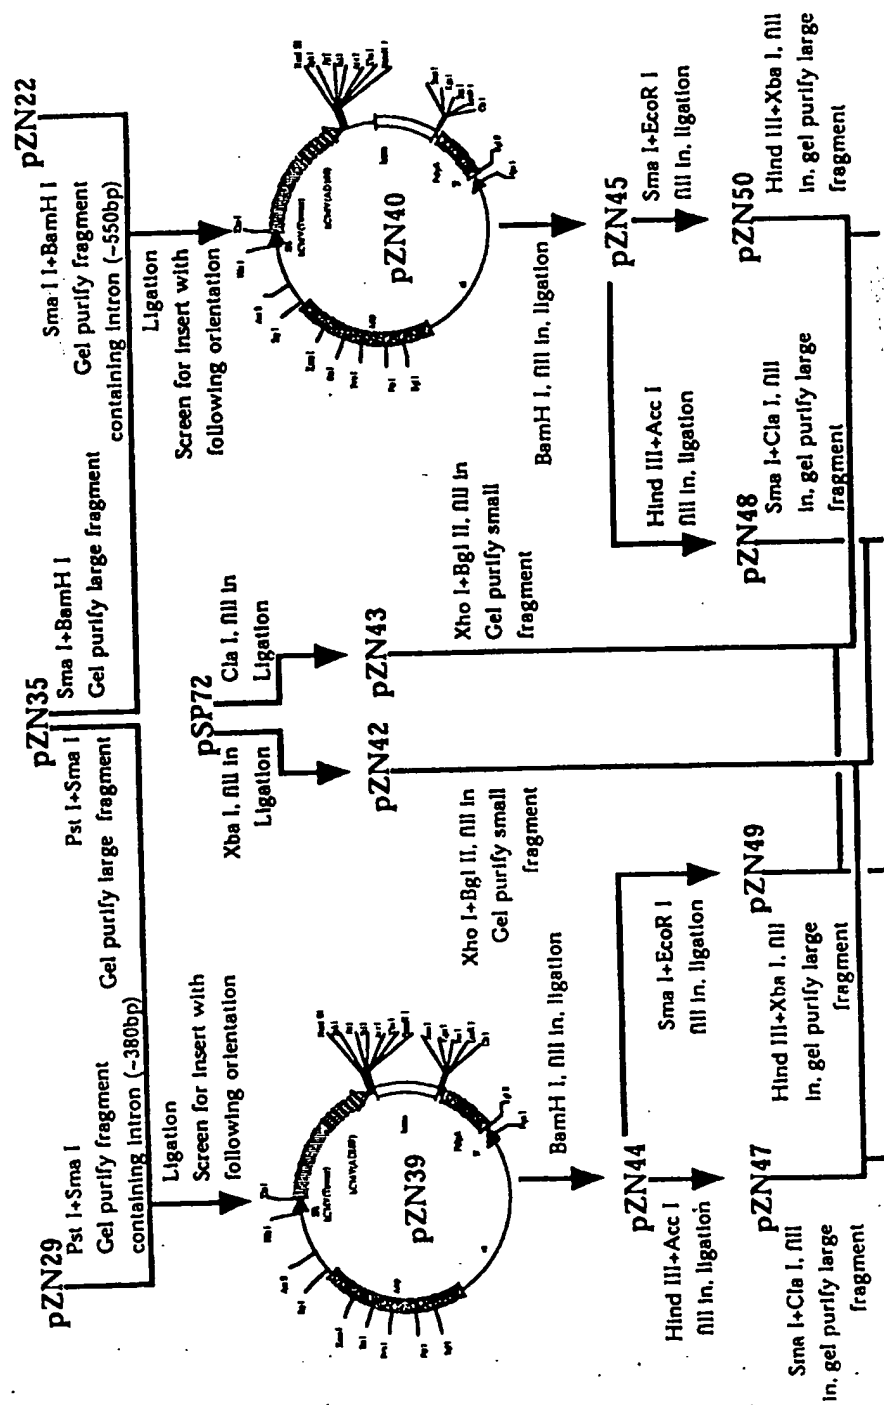 pZN29
Pst I+Sma I
Gel purify fragment
containing intron (~380bp)
pZN35
Pst I+Sma I
Gel purify large fragment
Sma I+BamH I
Gel purify large fragment
pZN22
Sma I I+BamH I
Gel purify fragment
containing intron (~550bp)
Ligation
Screen for insert with
following orientation
Ligation
Screen for insert with
following orientation
pSP72
Xba I, fill in
Ligation
Cla I, fill in
Ligation
pZN39
PolyA
pZN40
PolyA
pZN42
pZN43
Xho I+Bgl II, fill in
Gel purify small
fragment
Xho I+Bgl II, fill in
Gel purify small
fragment
BamH I, fill in, ligation
BamH I, fill in, ligation
pZN44
Hind III+Acc I
fill in, ligation
Sma I+EcoR I
fill in, ligation
pZN45
Hind III+Acc I
fill in, ligation
Sma I+EcoR I
fill in, ligation
pZN47
Sma I+Cla I, fill
in, gel purify large
fragment
pZN49
Hind III+Xba I, fill
in, gel purify large
fragment
pZN48
Sma I+Cla I, fill
in, gel purify large
fragment
pZN50
Hind III+Xba I, fill
in, gel purify large
fragment